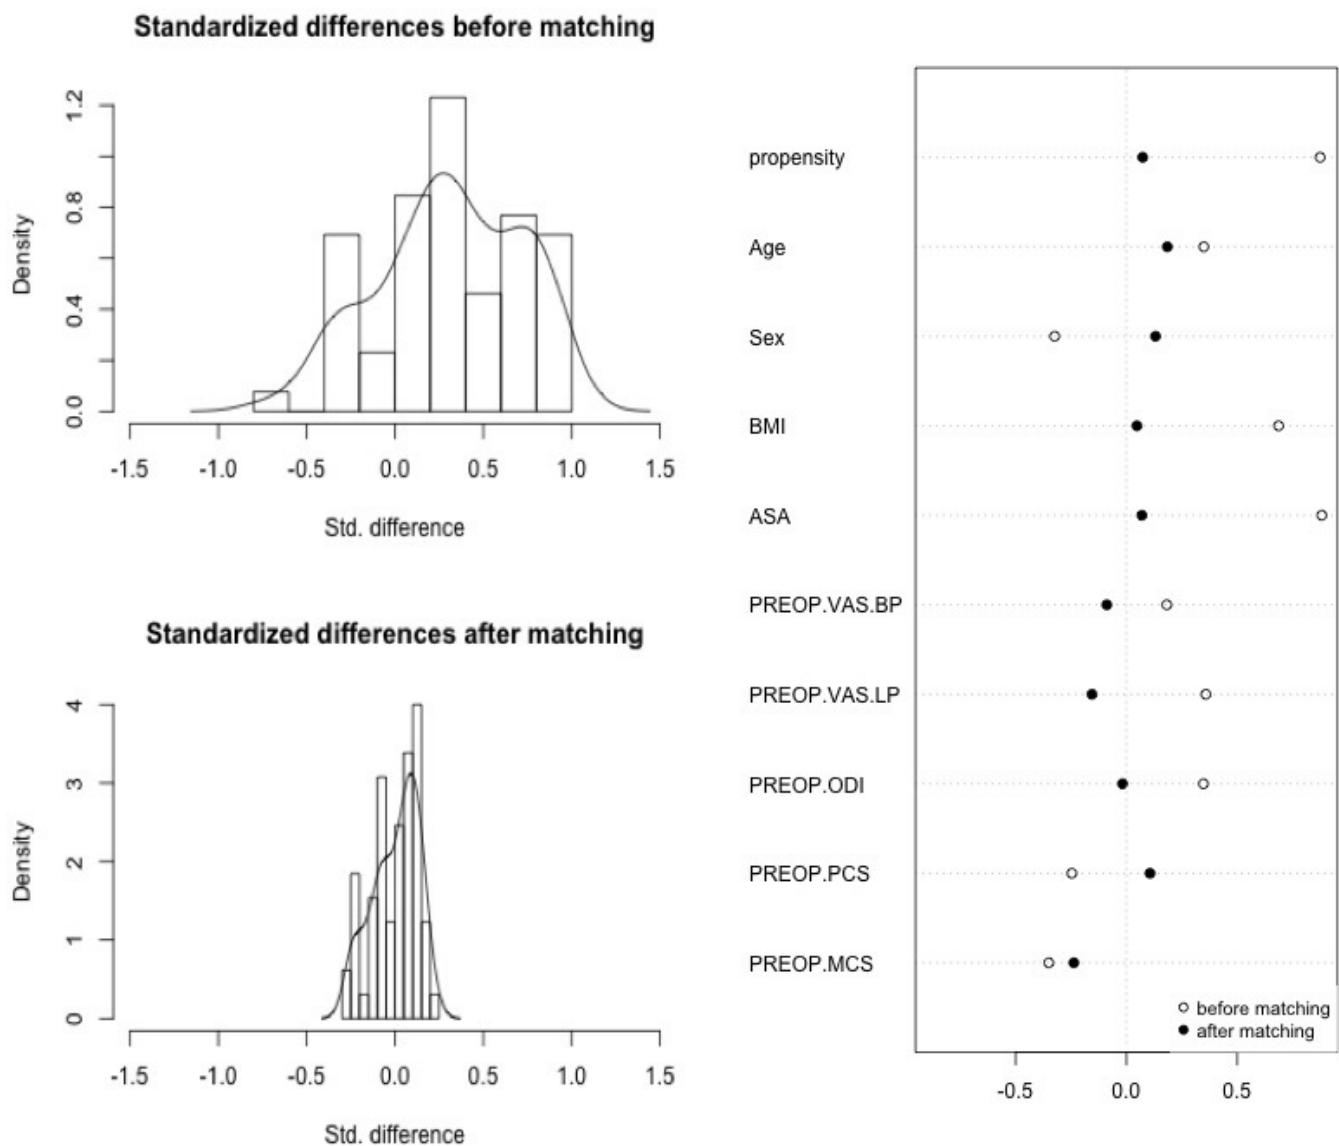 Standardized differences before matching
Density
0.0
0.4
0.8
1.2
-1.5 -1.0 -0.5 0.0 0.5 1.0 1.5
Std. difference
Standardized differences after matching
Density
0
1
2
3
4
-1.5 -1.0 -0.5 0.0 0.5 1.0 1.5
Std. difference
propensity
Age
Sex
BMI
ASA
PREOP.VAS.BP
PREOP.VAS.LP
PREOP.ODI
PREOP.PCS
PREOP.MCS
before matching
after matching
-0.5 0.0 0.5